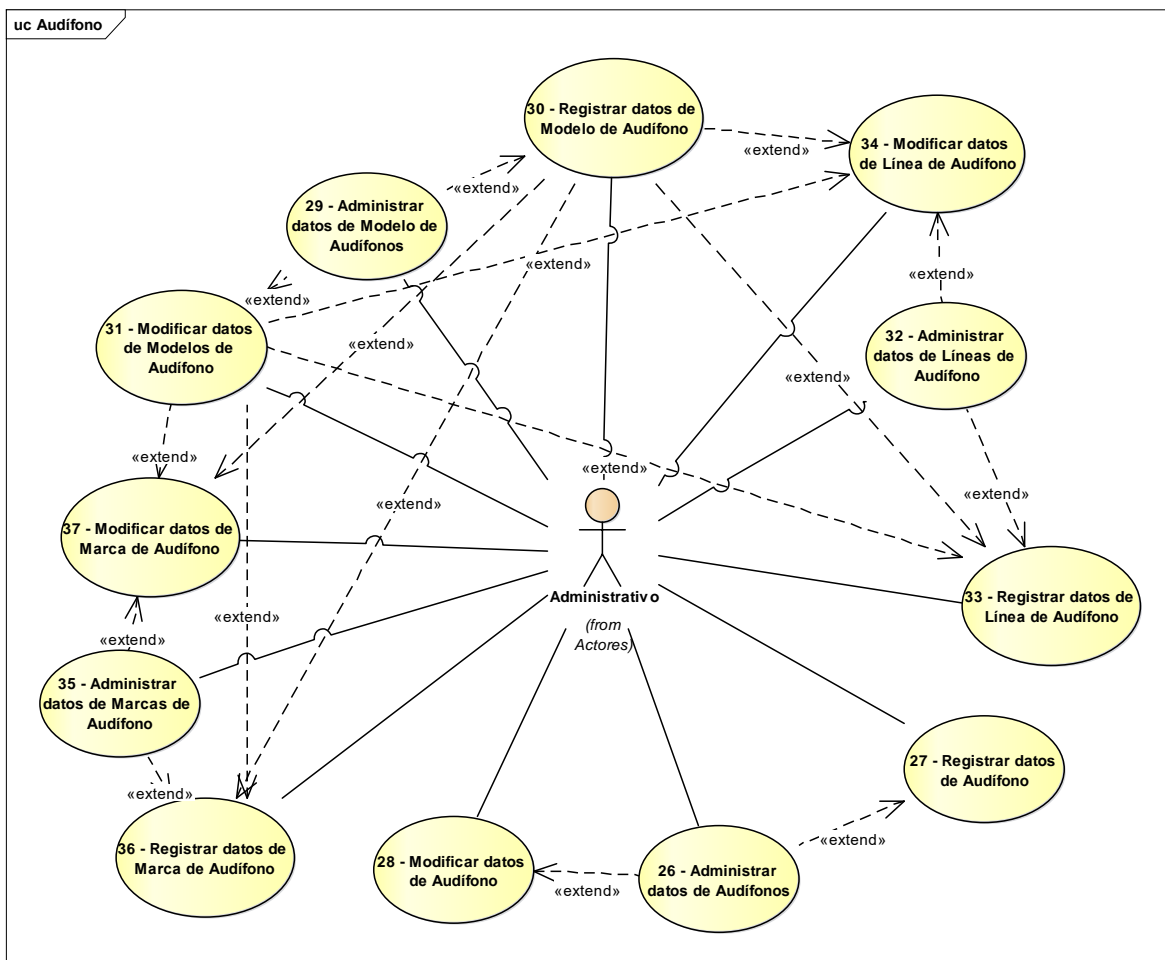 uc Audífono
30 - Registrar datos de
Modelo de Audífono
34 - Modificar datos
de Línea de Audífono
«extend»
«extend»
29 - Administrar
datos de Modelo de
Audífonos
«extend»
«extend»
«extend»
31 - Modificar datos
de Modelos de
Audífono
32 - Administrar
datos de Líneas de
Audífono
«extend»
«extend»
«extend»
«extend»
«extend»
«extend»
«extend»
37 - Modificar datos de
Marca de Audífono
Administrativo
(from
Actores)
33 - Registrar datos de
Línea de Audífono
«extend»
«extend»
35 - Administrar
datos de Marcas de
Audífono
«extend»
27 - Registrar datos
de Audífono
36 - Registrar datos de
Marca de Audífono
28 - Modificar datos
de Audífono
«extend»
26 - Administrar
datos de Audífonos
«extend»